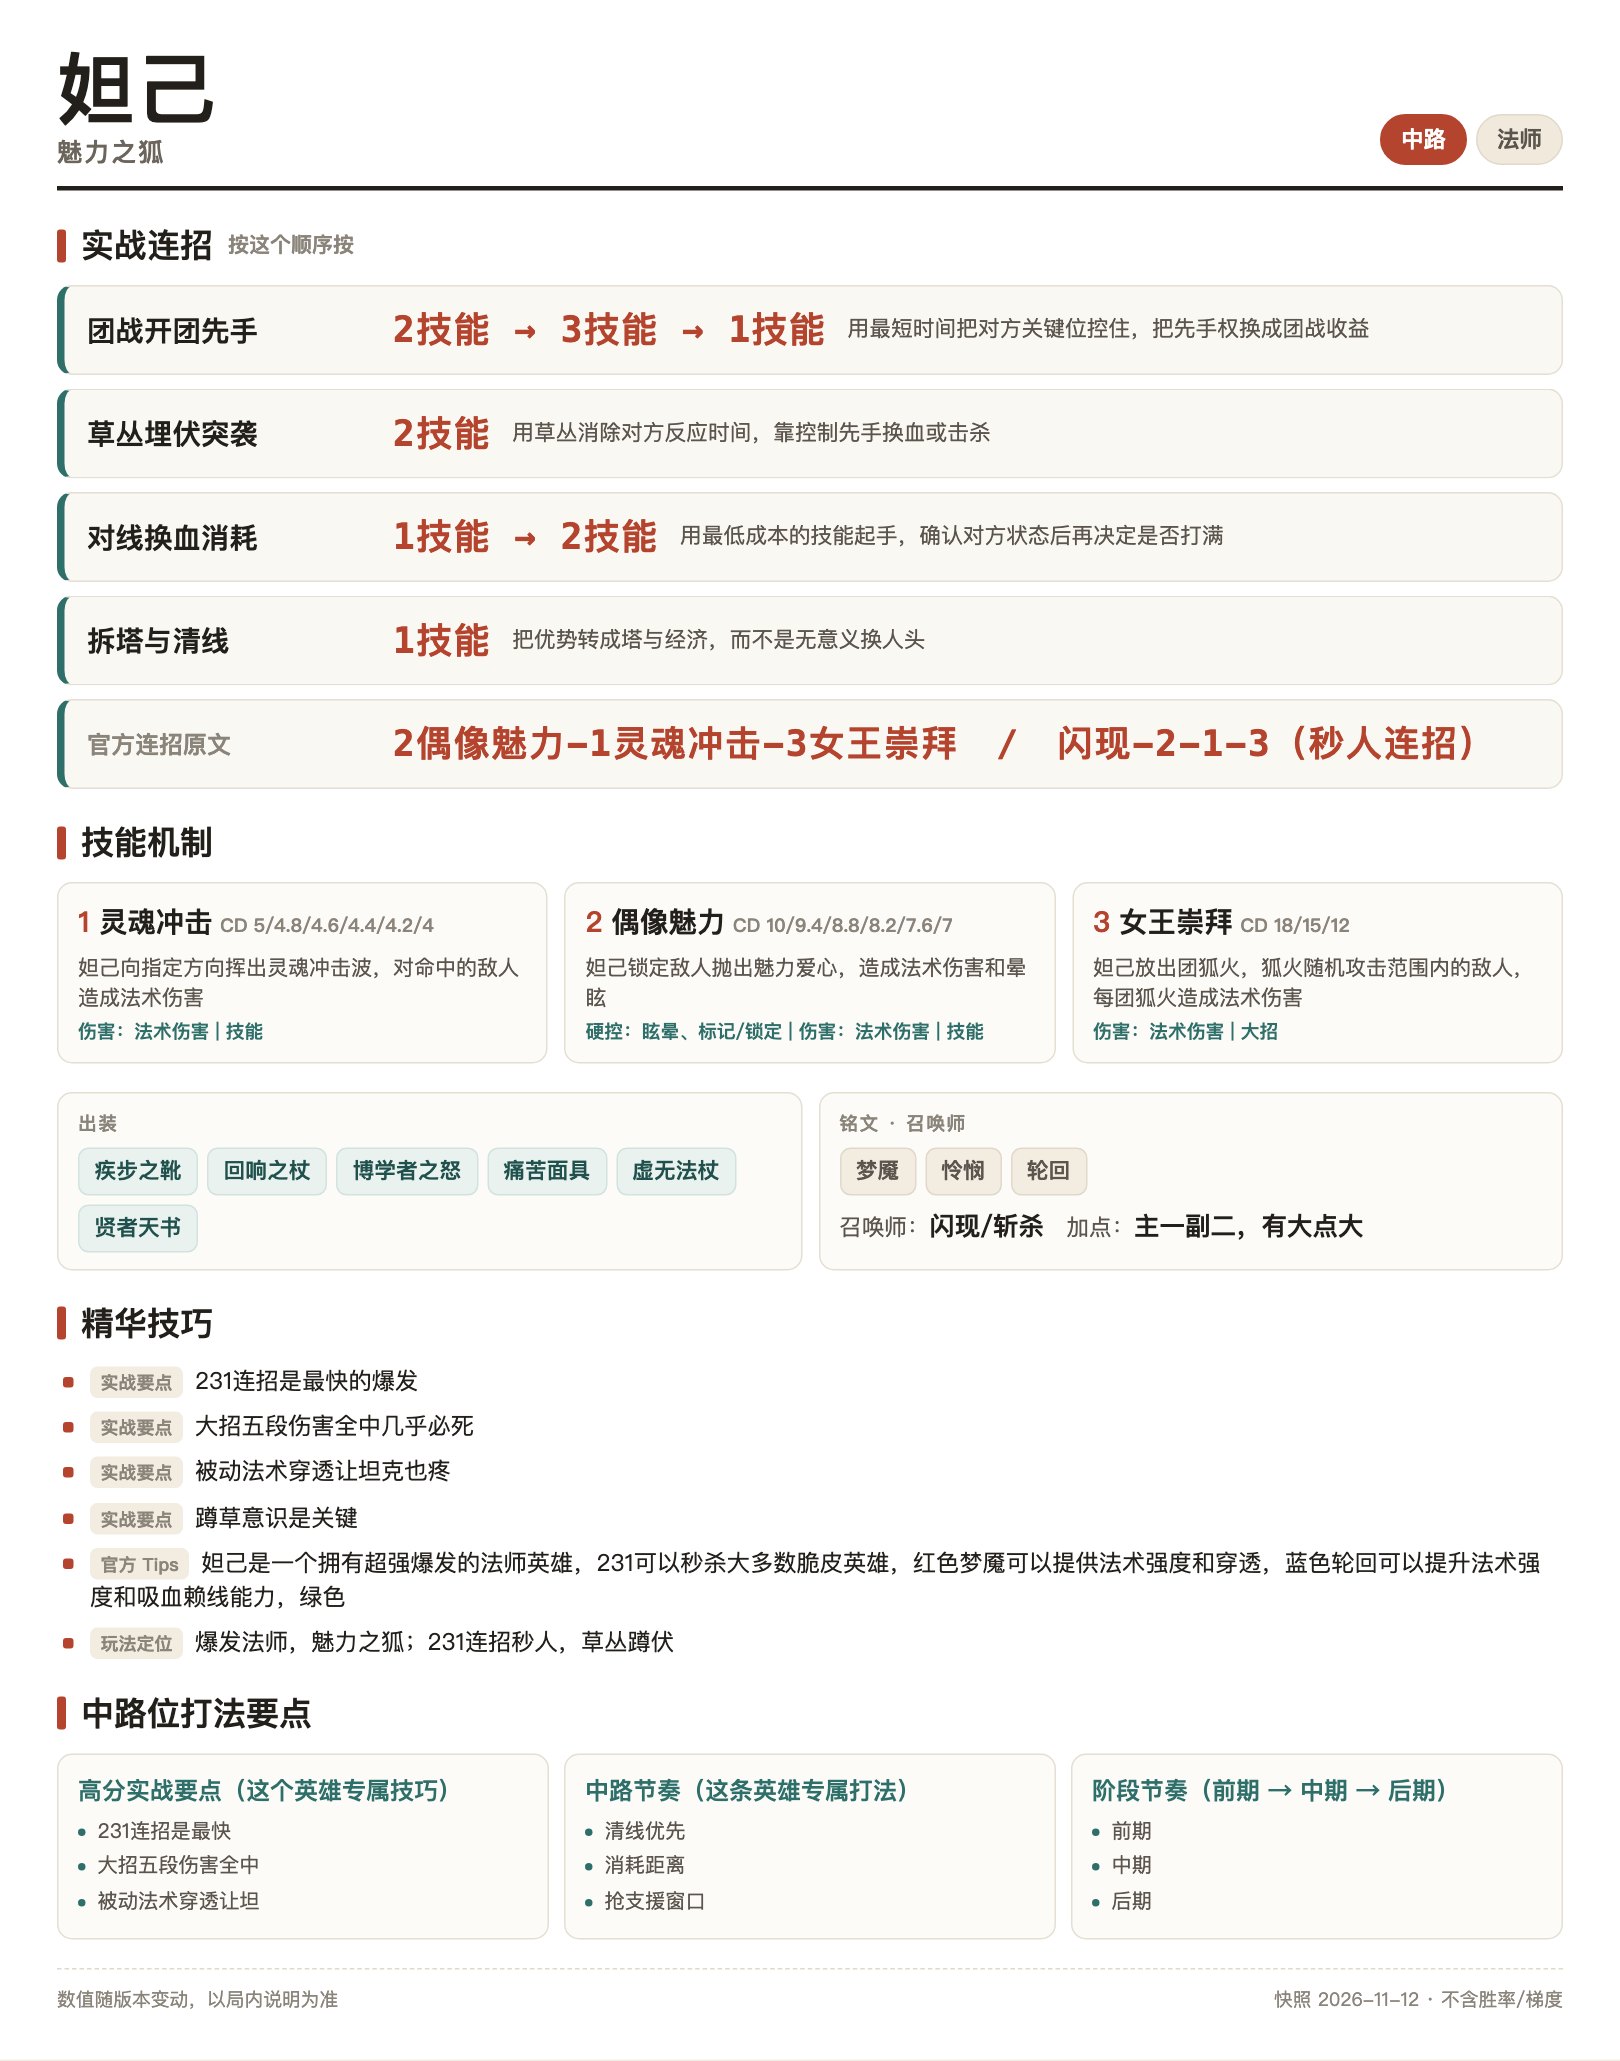 妲己
魅力之狐
中路 法师
实战连招 按这个顺序按
团战开团先手 2技能 → 3技能 → 1技能 用最短时间把对方关键位控住，把先手权换成团战收益
草丛埋伏突袭 2技能 用草丛消除对方反应时间，靠控制先手换血或击杀
对线换血消耗 1技能 → 2技能 用最低成本的技能起手，确认对方状态后再决定是否打满
拆塔与清线 1技能 把优势转成塔与经济，而不是无意义换人头
官方连招原文 2偶像魅力-1灵魂冲击-3女王崇拜 / 闪现-2-1-3（秒人连招）
技能机制
1 灵魂冲击 CD 5/4.8/4.6/4.4/4.2/4
妲己向指定方向挥出灵魂冲击波，对命中的敌人
造成法术伤害
伤害：法术伤害 | 技能
2 偶像魅力 CD 10/9.4/8.8/8.2/7.6/7
妲己锁定敌人抛出魅力爱心，造成法术伤害和晕
眩
硬控：眩晕、标记/锁定 | 伤害：法术伤害 | 技能
3 女王崇拜 CD 18/15/12
妲己放出团狐火，狐火随机攻击范围内的敌人，
每团狐火造成法术伤害
伤害：法术伤害 | 大招
出装
疾步之靴 回响之杖 博学者之怒 痛苦面具 虚无法杖
贤者天书
铭文 · 召唤师
梦魇 怜悯 轮回
召唤师：闪现/斩杀 加点：主一副二，有大点大
精华技巧
实战要点 231连招是最快的爆发
实战要点 大招五段伤害全中几乎必死
实战要点 被动法术穿透让坦克也疼
实战要点 蹲草意识是关键
官方 Tips 妲己是一个拥有超强爆发的法师英雄，231可以秒杀大多数脆皮英雄，红色梦魇可以提供法术强度和穿透，蓝色轮回可以提升法术强
度和吸血赖线能力，绿色
玩法定位 爆发法师，魅力之狐；231连招秒人，草丛蹲伏
中路位打法要点
高分实战要点（这个英雄专属技巧）
231连招是最快
大招五段伤害全中
被动法术穿透让坦
中路节奏（这条英雄专属打法）
清线优先
消耗距离
抢支援窗口
阶段节奏（前期 → 中期 → 后期）
前期
中期
后期
数值随版本变动，以局内说明为准
快照 2026-11-12 · 不含胜率/梯度